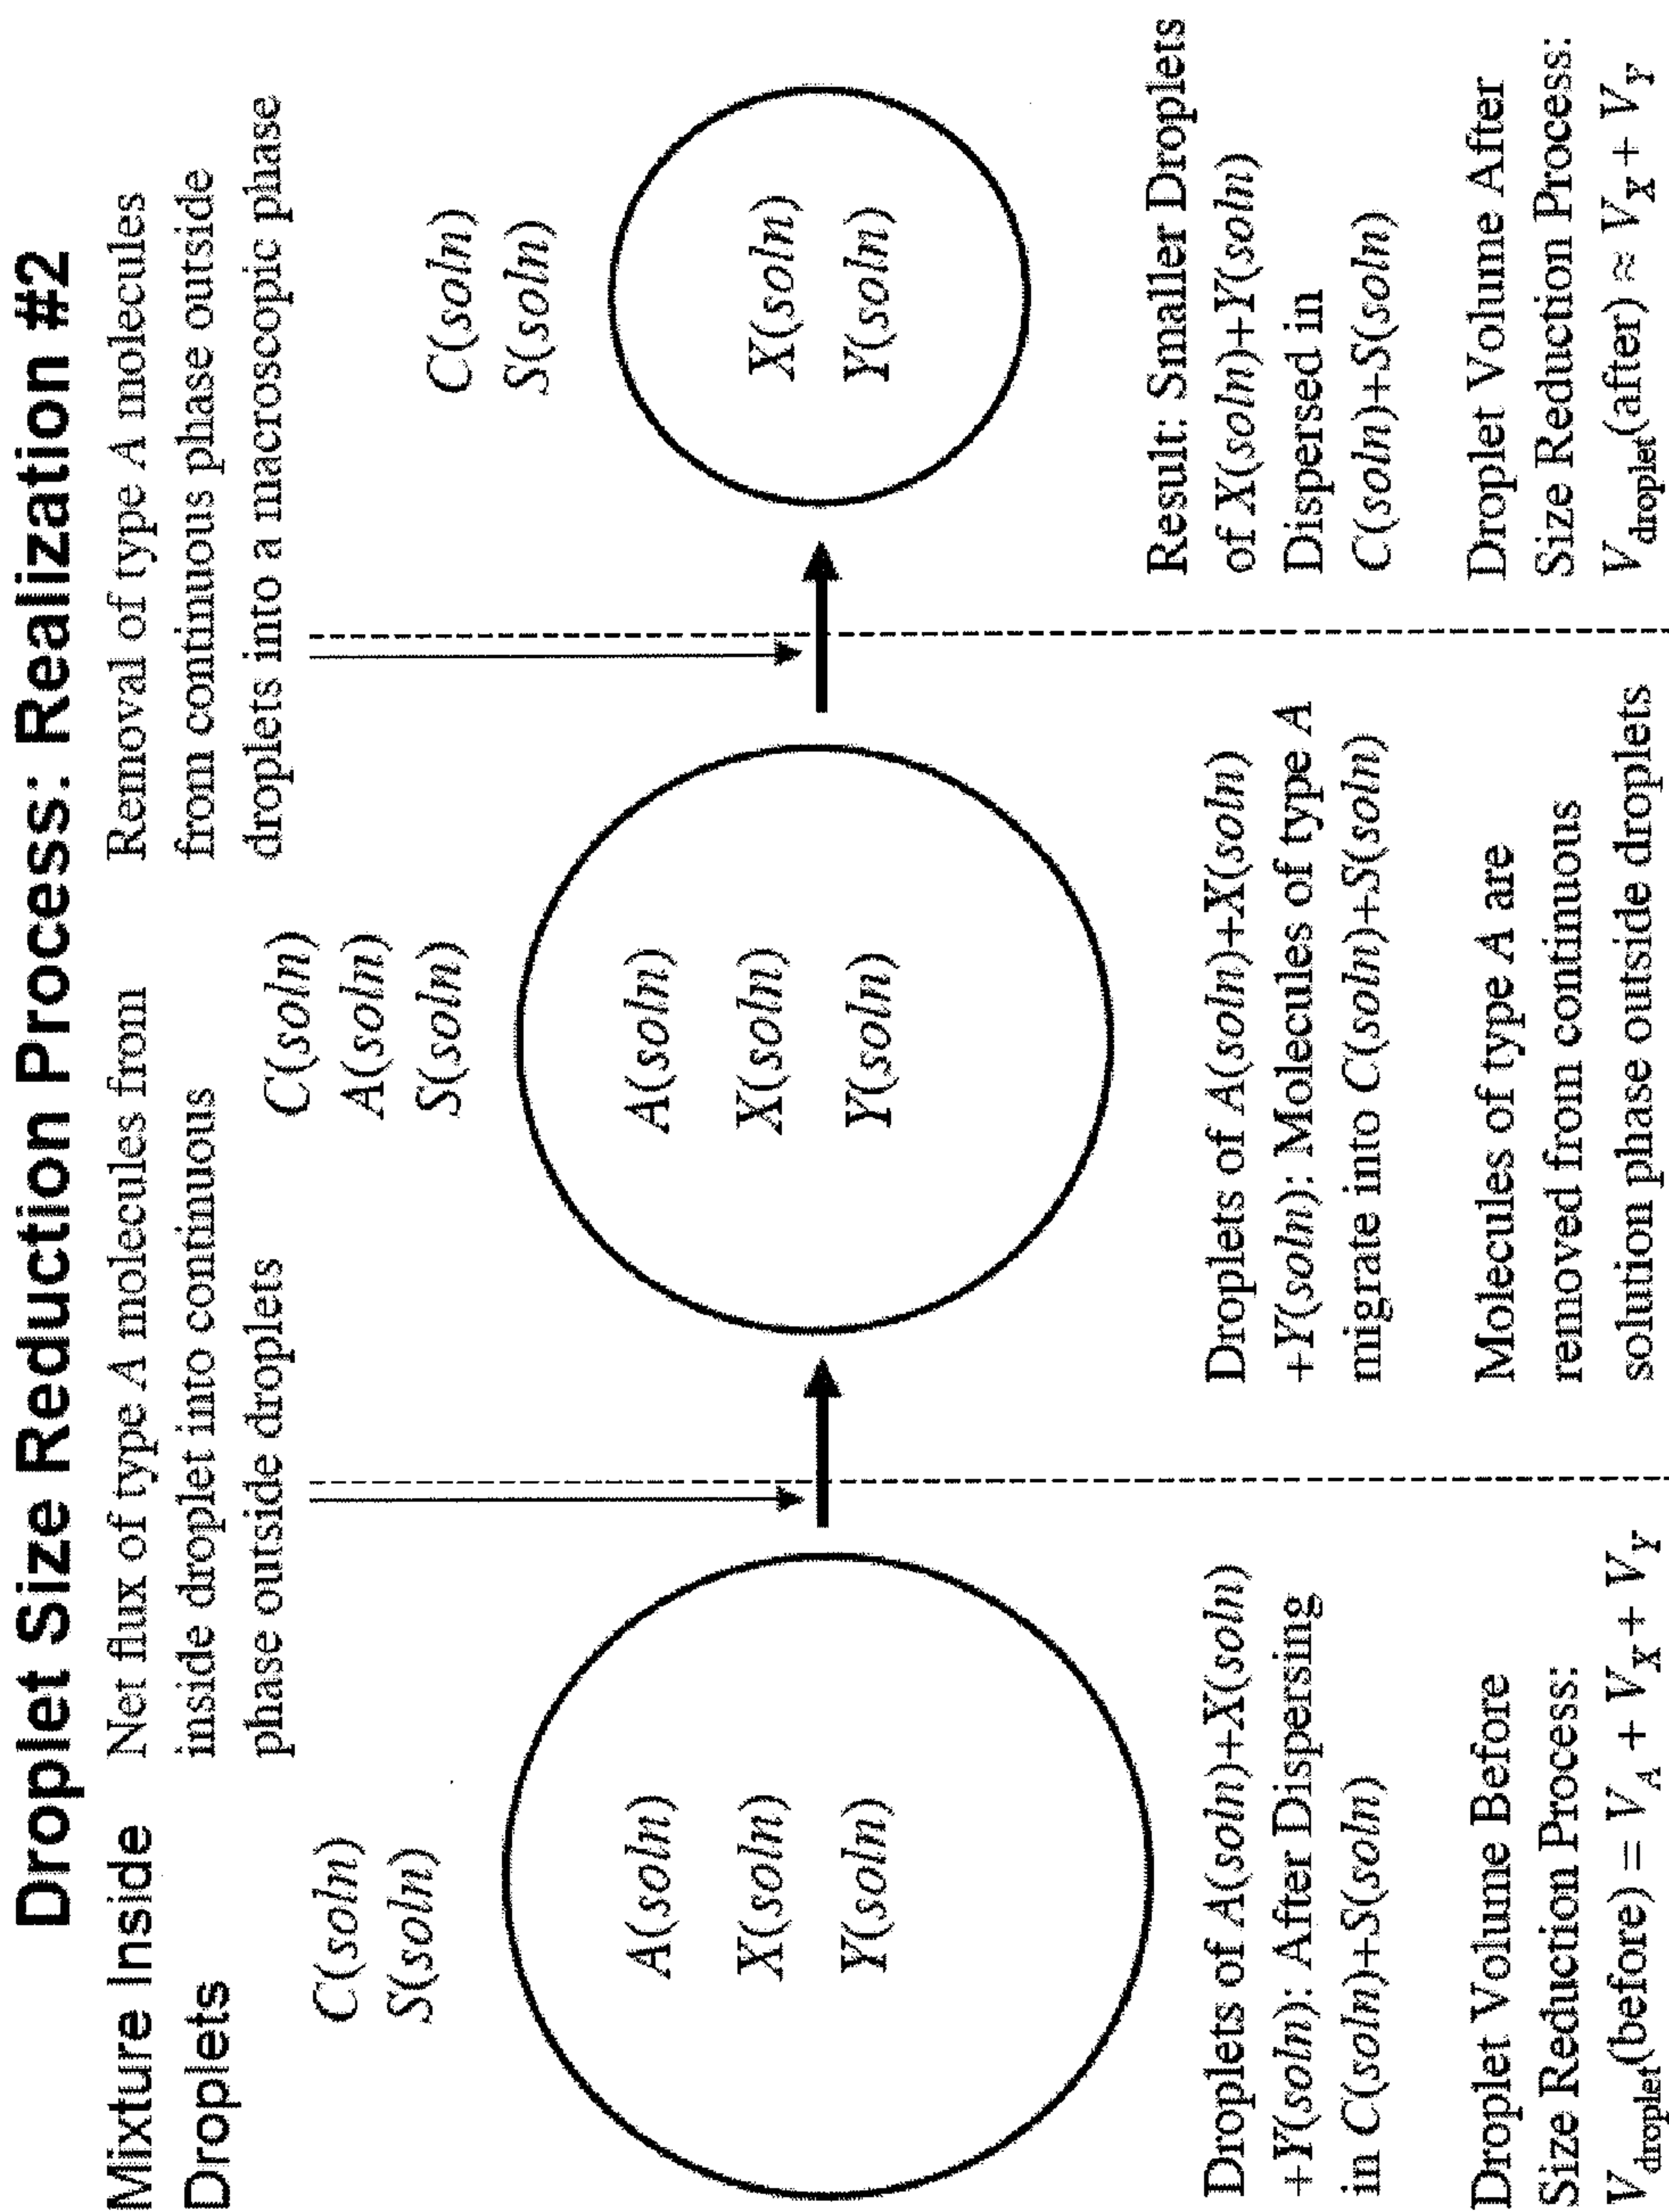 Droplet Size Reduction Process: Realization #2
Mixture Inside
Droplets
Net flux of type A molecules from
inside droplet into continuous
phase outside droplets
Removal of type A molecules
from continuous phase outside
droplets into a macroscopic phase
C(soln)
S(soln)
A(soln)
X(soln)
Y(soln)
C(soln)
A(soln)
S(soln)
A(soln)
X(soln)
Y(soln)
C(soln)
S(soln)
X(soln)
Y(soln)
Droplets of A(soln)+X(soln)
+Y(soln): After Dispersing
in C(soln)+S(soln)
Droplet Volume Before
Size Reduction Process:
V_droplet(before) = V_A + V_X + V_Y
Droplets of A(soln)+X(soln)
+Y(soln): Molecules of type A
migrate into C(soln)+S(soln)
Molecules of type A are
removed from continuous
solution phase outside droplets
Result: Smaller Droplets
of X(soln)+Y(soln)
Dispersed in
C(soln)+S(soln)
Droplet Volume After
Size Reduction Process:
V_droplet(after) ≈ V_X + V_Y